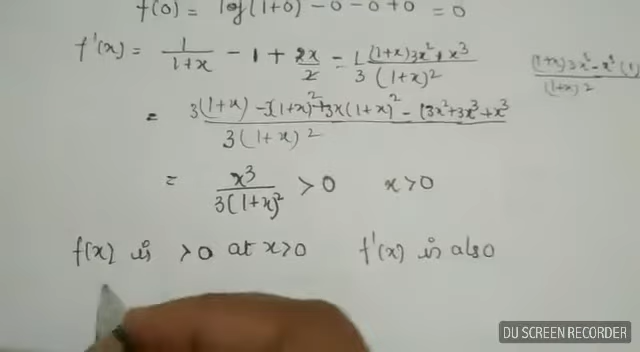 f(0) = log(1+0) - 0 - 0 + 0 = 0
f'(x) = 1/(1+x) - 1 + 2x/2 - 1/3 (1+x)3x² - x³/(1+x)²
(1+x)3x² - x³(1)/(1+x)²
= 3(1+x) - 3(1+x)² + 3x(1+x)² - (3x²+3x³+x³/3(1+x)²
= x³/3(1+x)² > 0 x>0
f(x) is >0 at x>0 f'(x) is also
DU SCREEN RECORDER